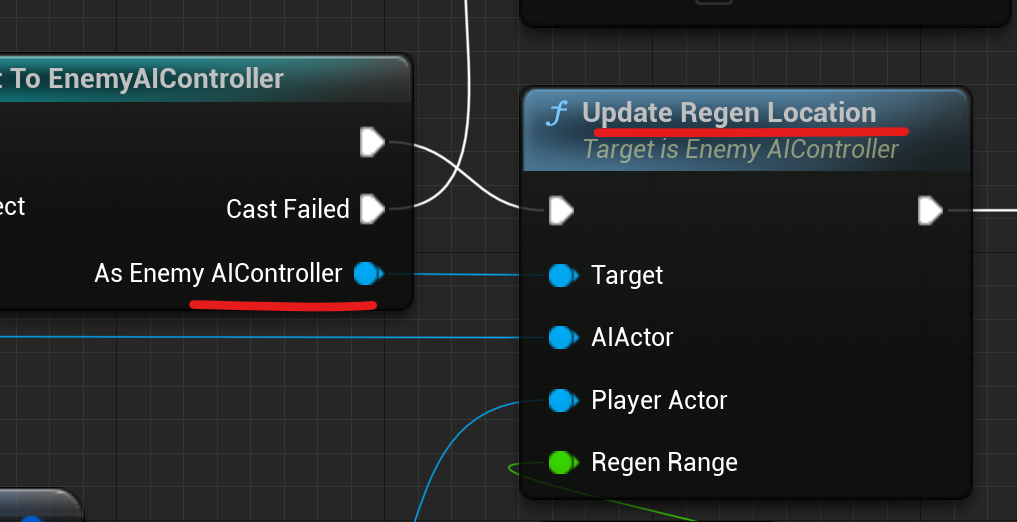 To EnemyAIController
Cast Failed
As Enemy AIController
f Update Regen Location
Target is Enemy AIController
Target
AIActor
Player Actor
Regen Range